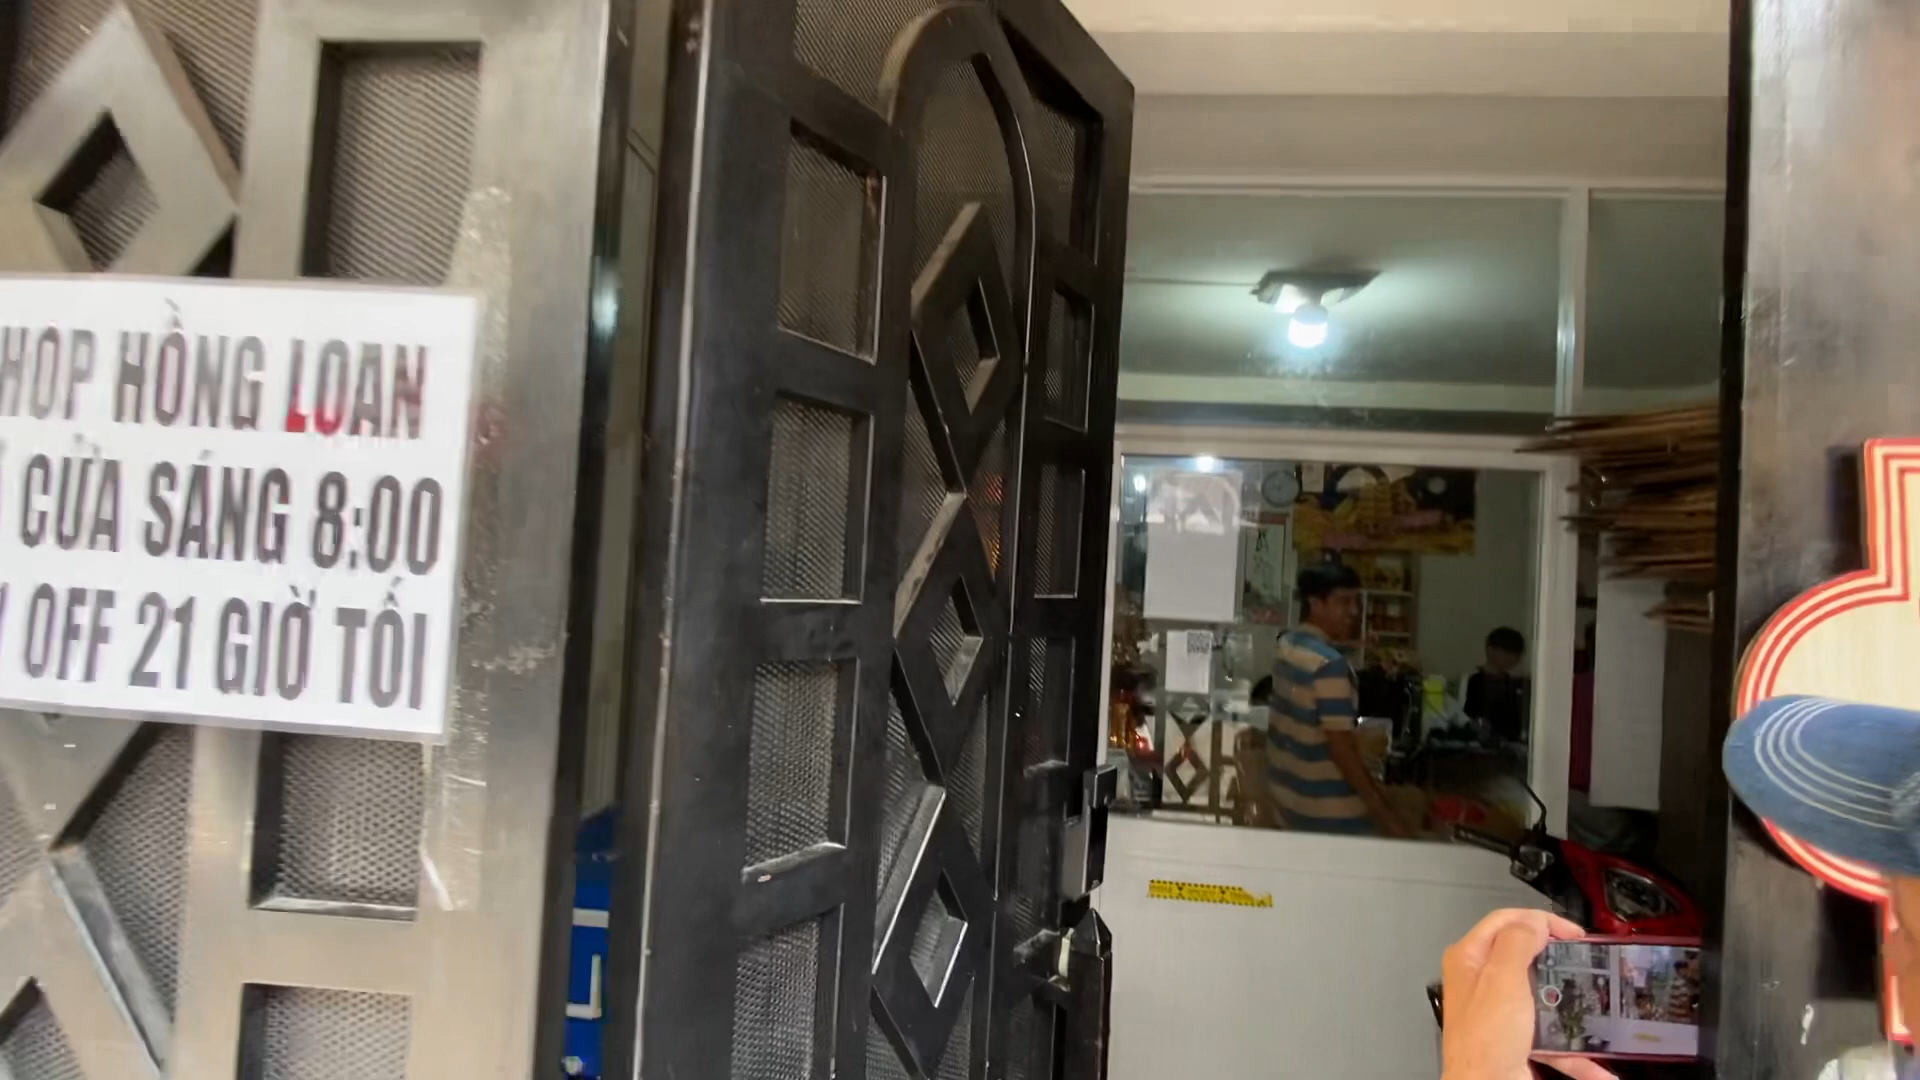 HOP HỒNG LOAN
CỬA SÁNG 8:00
OFF 21 GIỜ TỐI